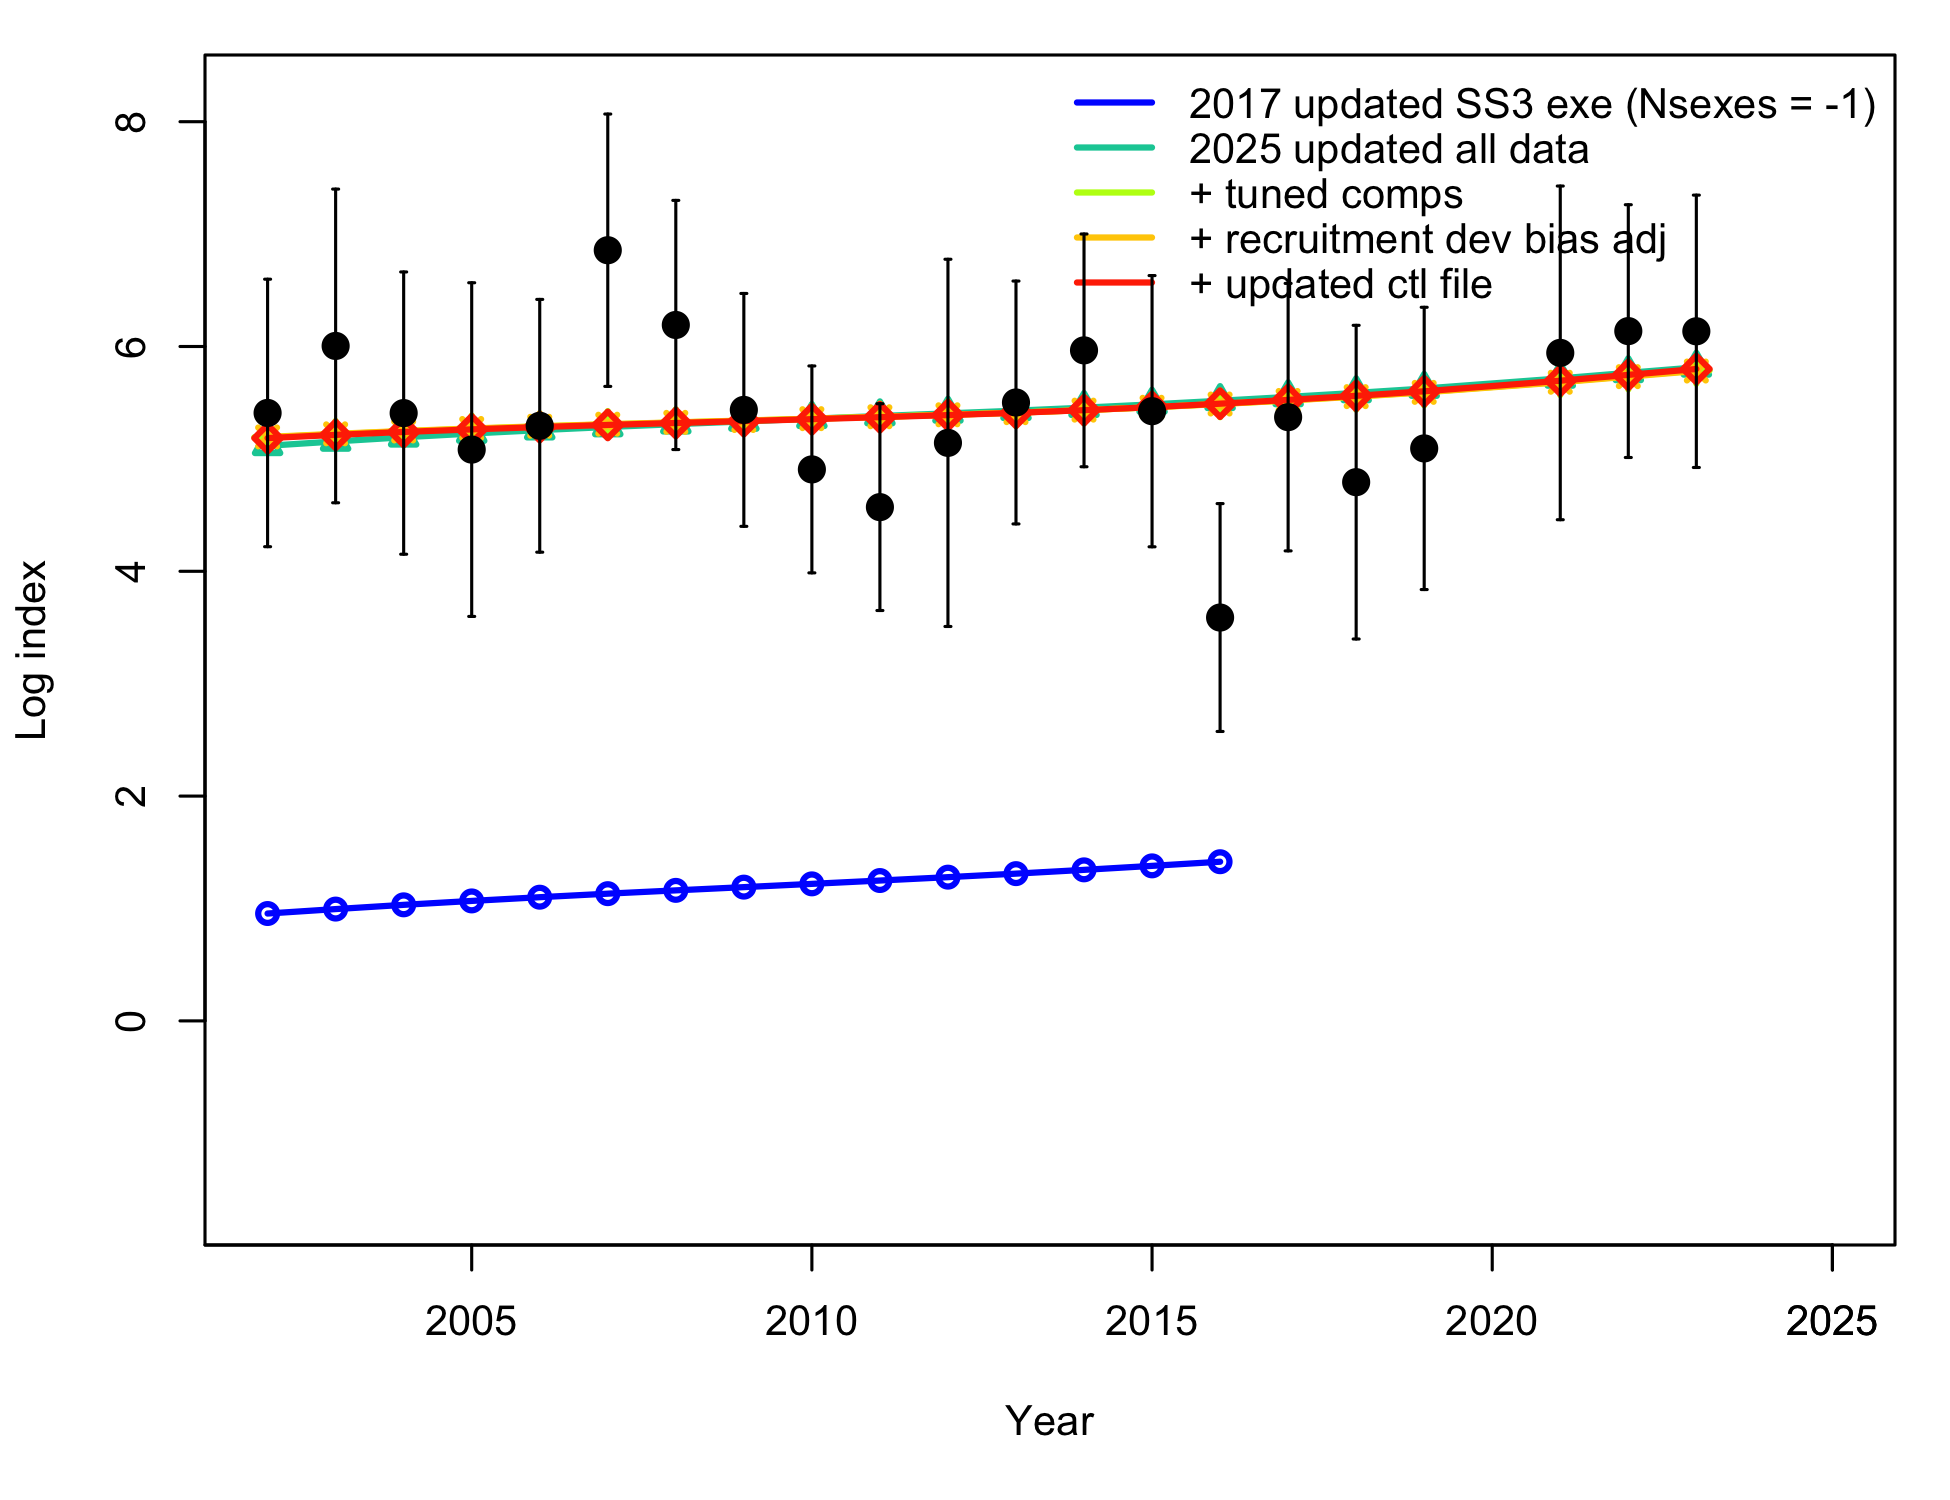 2017 updated SS3 exe (Nsexes = -1)
2025 updated all data
+ tuned comps
+ recruitment dev bias adj
+ updated ctl file
8
6
4
2
0
Log index
2005
2010
2015
2020
2025
Year